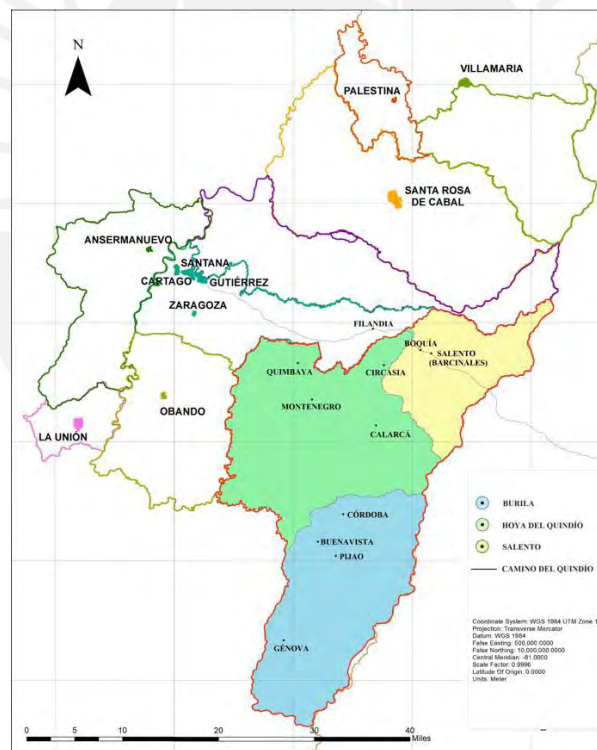 N
VILLAMARIA
PALESTINA
SANTA ROSA
DE CABAL
ANSERMANUEVO
SANTANA
CARTAGO
GUTIÉRREZ
ZARAGOZA
FILANDIA
BOQUÍA
SALENTO
(BARCINALES)
QUIMBAYA
CIRCASIA
MONTENEGRO
OBANDO
CALARCÁ
LA UNIÓN
BURILA
HOYA DEL QUINDÍO
SALENTO
CAMINO DEL QUINDÍO
CÓRDOBA
BUENAVISTA
PIJAO
GÉNOVA
Coordinate System: WGS 1984 UTM Zone 1
Projection: Transverse Mercator
Datum: WGS 1984
False Easting: 500,000.0000
False Northing: 10,000,000.0000
Central Meridian: -81.0000
Scale Factor: 0.9996
Latitude Of Origin: 0.0000
Units: Meter
0 5 10 20 30 40
Miles